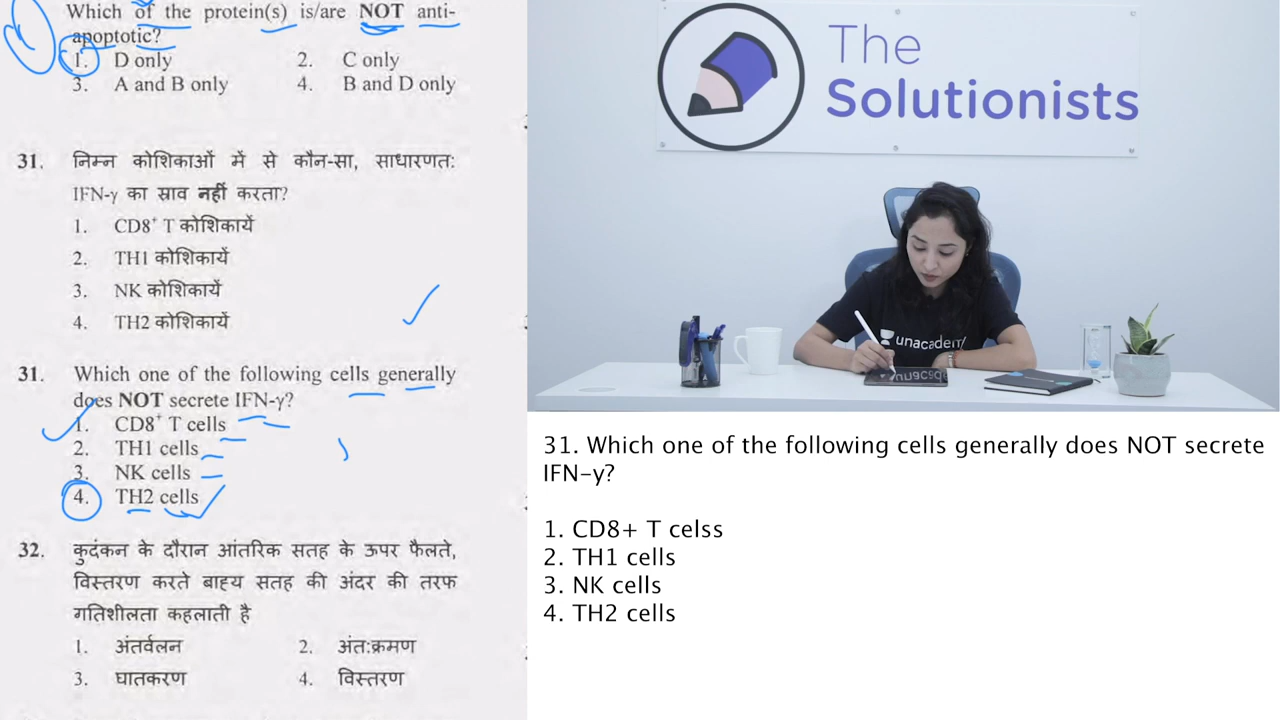 Which of the protein(s) is/are NOT anti-
apoptotic?
1. D only 2. C only
3. A and B only 4. B and D only
31. निम्न कोशिकाओं में से कौन-सा, साधारणतः
IFN-γ का स्राव नहीं करता?
1. CD8⁺ T कोशिकायें
2. TH1 कोशिकायें
3. NK कोशिकायें
4. TH2 कोशिकायें
31. Which one of the following cells generally
does NOT secrete IFN-γ?
1. CD8⁺ T cells
2. TH1 cells
3. NK cells
4. TH2 cells
32. कुदंकन के दौरान आंतरिक सतह के ऊपर फैलते,
विस्तरण करते बाह्य सतह की अंदर की तरफ
गतिशीलता कहलाती है
1. अंतर्वलन 2. अंतःक्रमण
3. घातकरण 4. विस्तरण
The
Solutionists
unacademy
31. Which one of the following cells generally does NOT secrete
IFN-y?
1. CD8+ T celss
2. TH1 cells
3. NK cells
4. TH2 cells